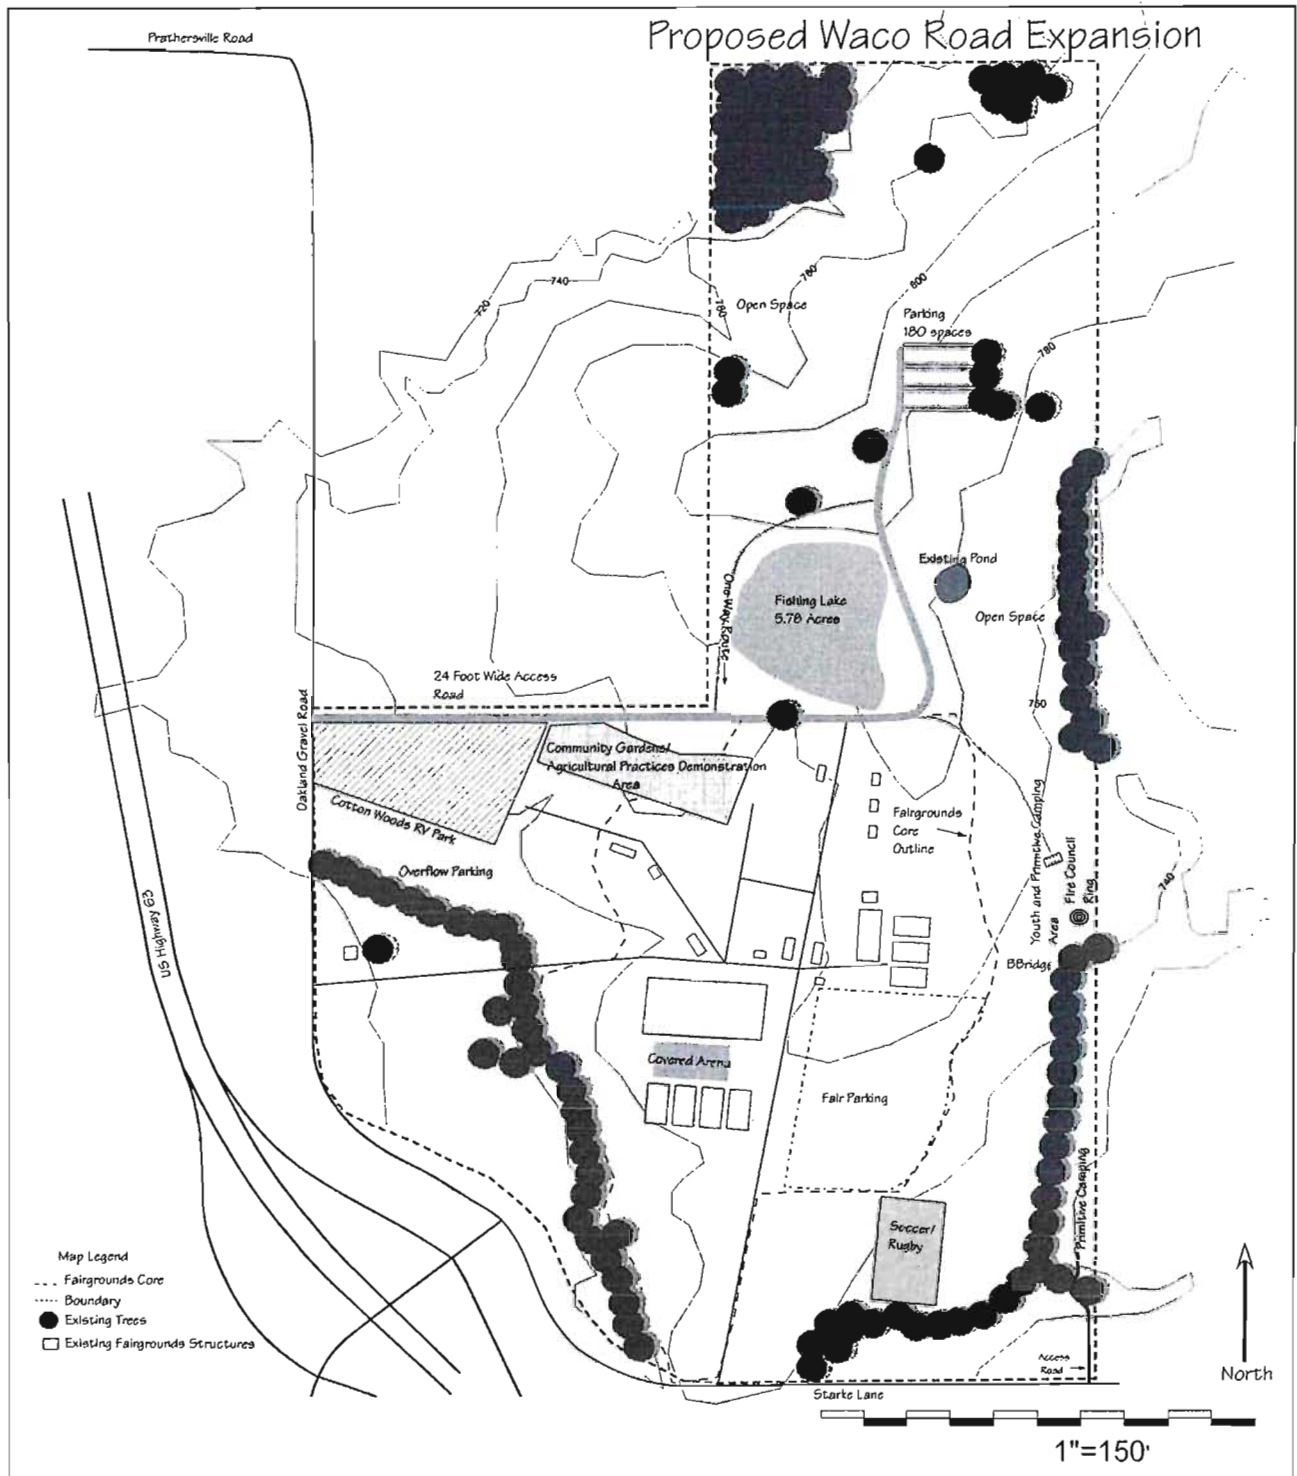 Proposed Waco Road Expansion
Prathersville Road
740
720
760
780
800
Open Space
Parking
180 spaces
780
Existing Pond
Fishing Lake
5.78 Acres
One Way Route
Open Space
24 Foot Wide Access
Road
760
Oakland Gravel Road
Community Gardens/
Agricultural Practices Demonstration
Area
Cotton Woods RV Park
Fairgrounds
Core
Outline
Youth and Primitive Camping
Area
Fire Council
Ring
740
Overflow Parking
US Highway 63
BBridge
Covered Arena
Fair Parking
Primitive Camping
Soccer/
Rugby
Map Legend
Fairgrounds Core
Boundary
Existing Trees
Existing Fairgrounds Structures
Access
Road
North
Starke Lane
1"=150'